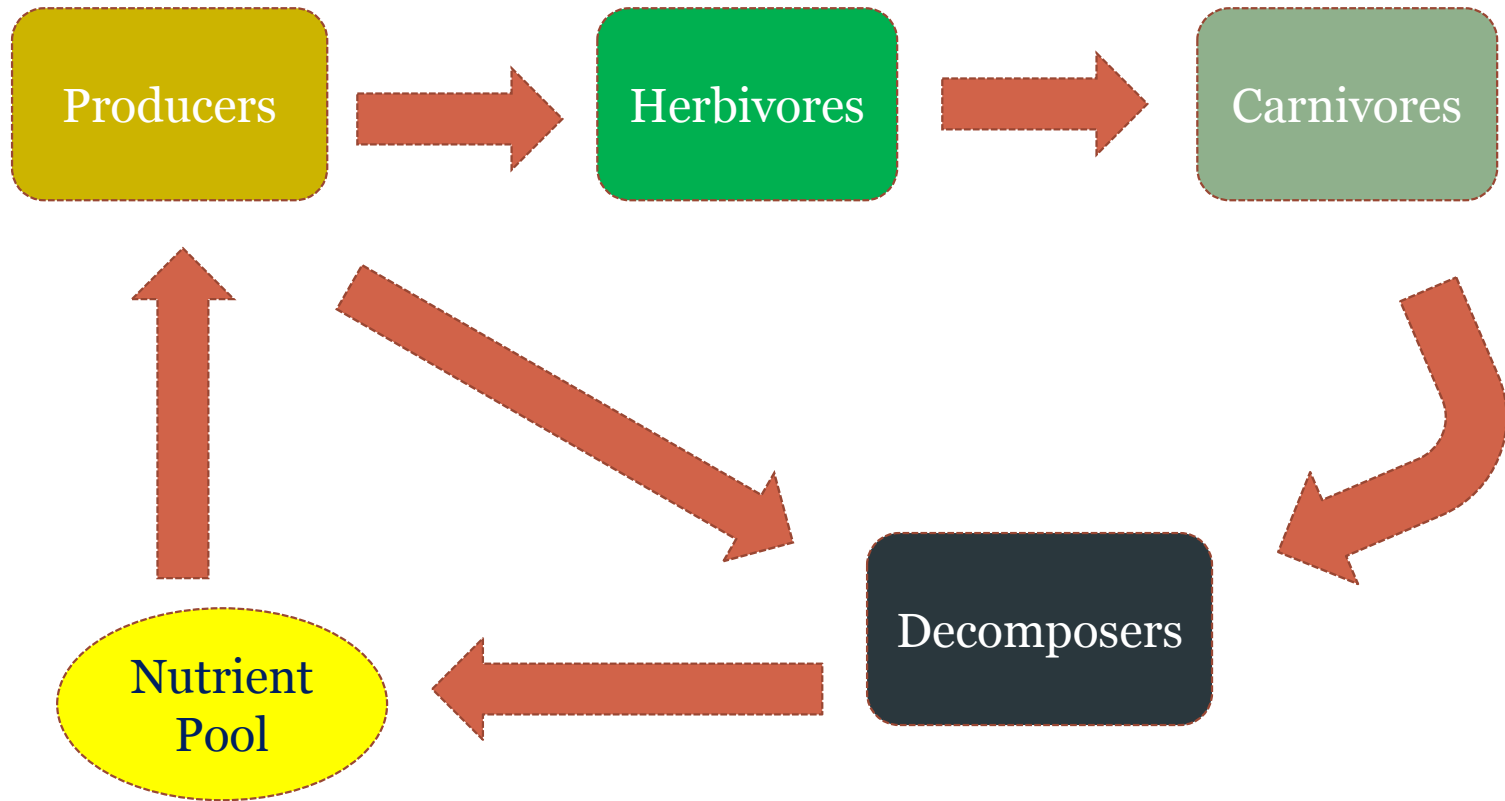 Producers
Herbivores
Carnivores
Decomposers
Nutrient
Pool